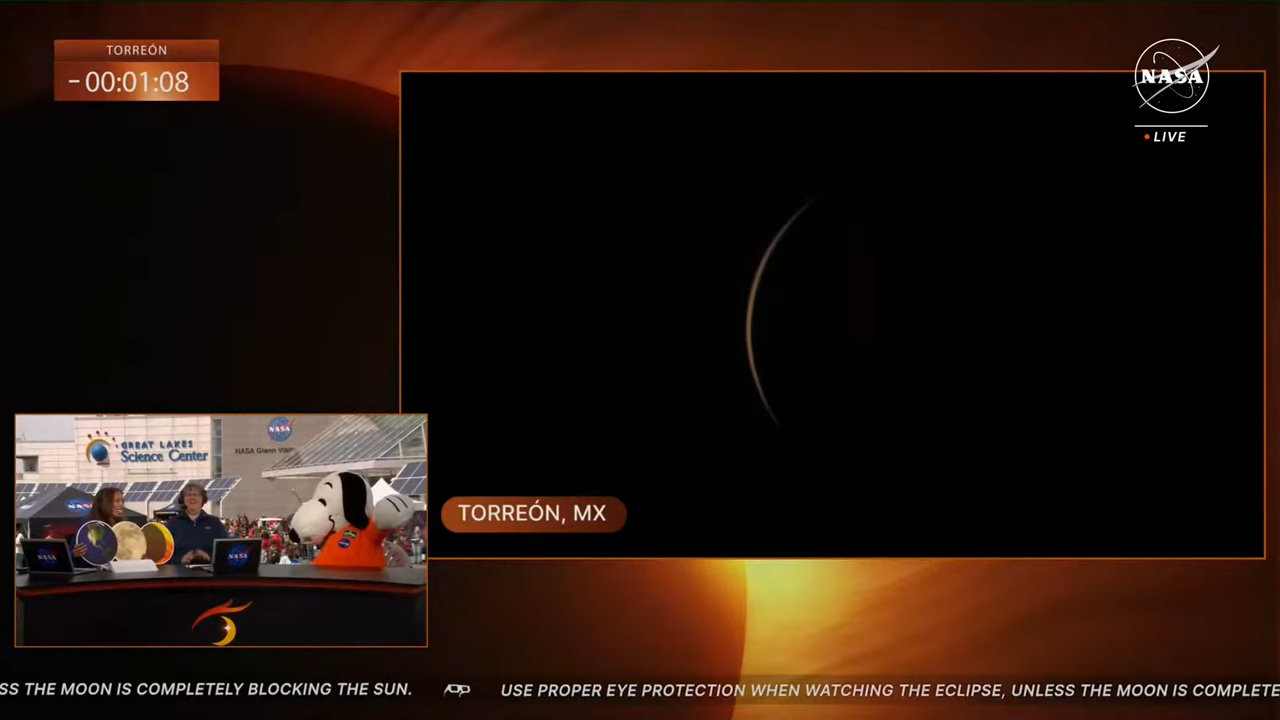 TORREÓN
-00:01:08
NASA
LIVE
GREAT LAKES
Science Center
NASA
NASA Glenn
NASA
NASA
NASA
TORREÓN, MX
SS THE MOON IS COMPLETELY BLOCKING THE SUN.
USE PROPER EYE PROTECTION WHEN WATCHING THE ECLIPSE, UNLESS THE MOON IS COMPLETE